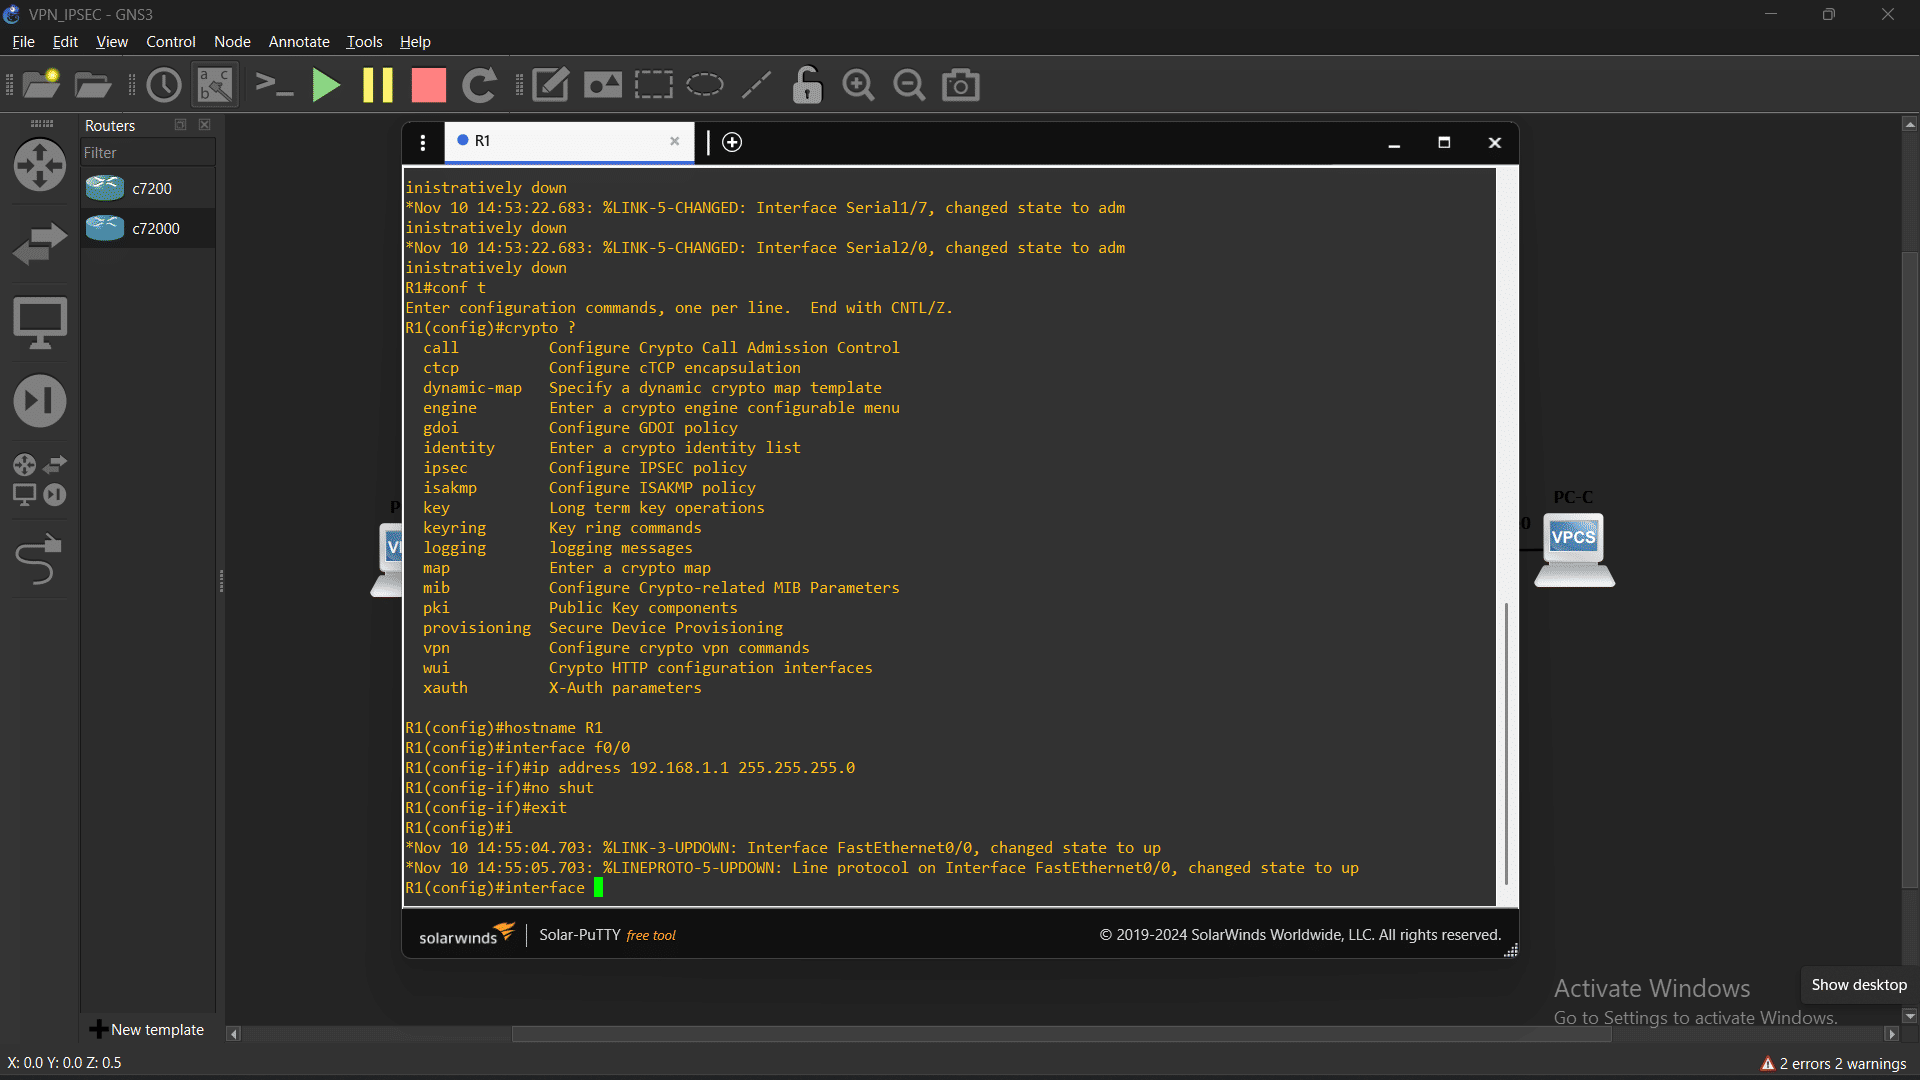 VPN_IPSEC - GNS3
File Edit View Control Node Annotate Tools Help
Routers
Filter
c7200
c72000
R1
inistratively down
*Nov 10 14:53:22.683: %LINK-5-CHANGED: Interface Serial1/7, changed state to adm
inistratively down
*Nov 10 14:53:22.683: %LINK-5-CHANGED: Interface Serial2/0, changed state to adm
inistratively down
R1#conf t
Enter configuration commands, one per line.  End with CNTL/Z.
R1(config)#crypto ?
call          Configure Crypto Call Admission Control
ctcp          Configure cTCP encapsulation
dynamic-map   Specify a dynamic crypto map template
engine        Enter a crypto engine configurable menu
gdoi          Configure GDOI policy
identity      Enter a crypto identity list
ipsec         Configure IPSEC policy
isakmp        Configure ISAKMP policy
key           Long term key operations
keyring       Key ring commands
logging       logging messages
map           Enter a crypto map
mib           Configure Crypto-related MIB Parameters
pki           Public Key components
provisioning  Secure Device Provisioning
vpn           Configure crypto vpn commands
wui           Crypto HTTP configuration interfaces
xauth         X-Auth parameters
R1(config)#hostname R1
R1(config)#interface f0/0
R1(config-if)#ip address 192.168.1.1 255.255.255.0
R1(config-if)#no shut
R1(config-if)#exit
R1(config)#i
*Nov 10 14:55:04.703: %LINK-3-UPDOWN: Interface FastEthernet0/0, changed state to up
*Nov 10 14:55:05.703: %LINEPROTO-5-UPDOWN: Line protocol on Interface FastEthernet0/0, changed state to up
R1(config)#interface
solarwinds
Solar-PuTTY free tool
© 2019-2024 SolarWinds Worldwide, LLC. All rights reserved.
PC-C
VPCS
Activate Windows
Go to Settings to activate Windows.
Show desktop
New template
X: 0.0 Y: 0.0 Z: 0.5
2 errors 2 warnings